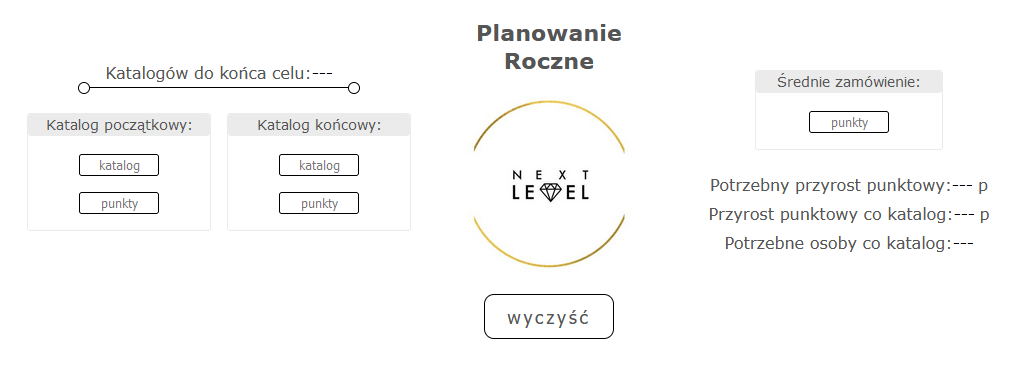 Planowanie
Roczne
Katalogów do końca celu:---
Katalog początkowy:
katalog
punkty
Katalog końcowy:
katalog
punkty
NEXT
LEVEL
wyczyść
Średnie zamówienie:
punkty
Potrzebny przyrost punktowy:--- p
Przyrost punktowy co katalog:--- p
Potrzebne osoby co katalog:---